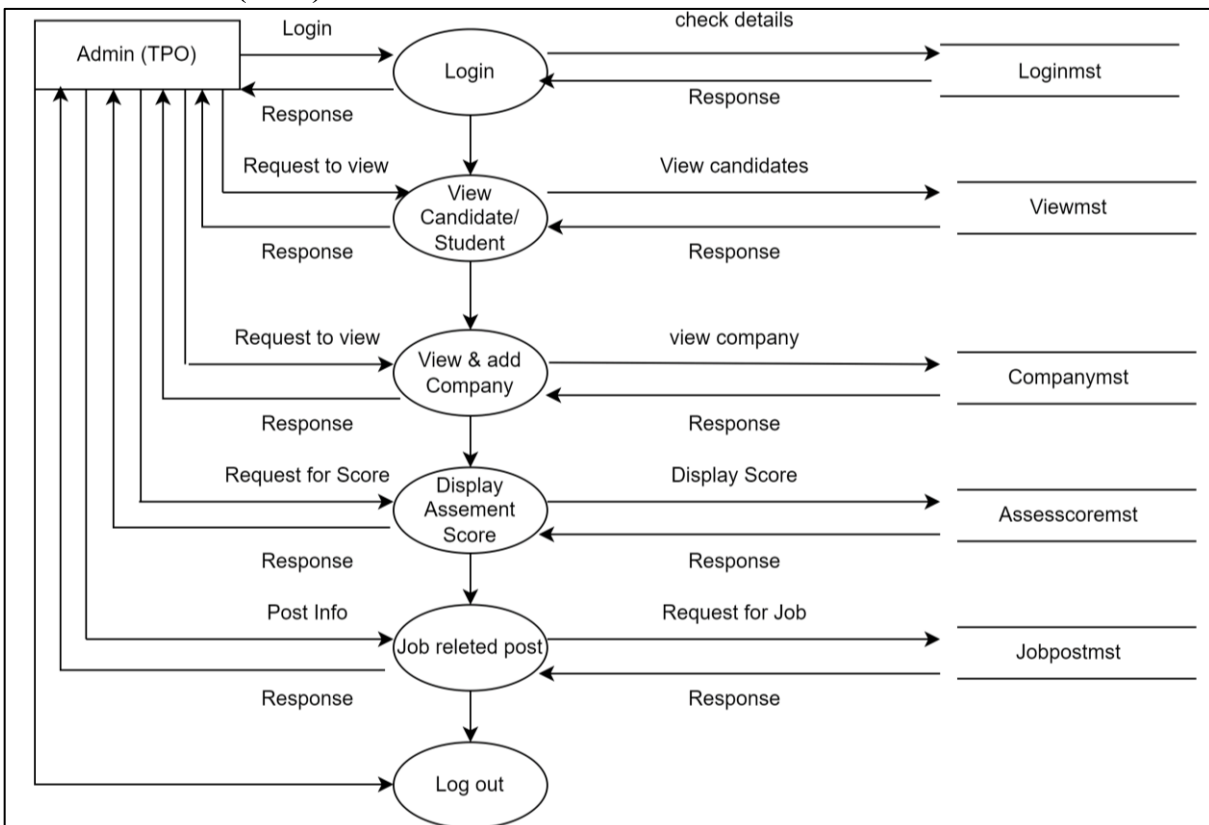 check details
Login
Admin (TPO)
Login
Loginmst
Response
Response
Request to view
View candidates
View
Candidate/
Student
Viewmst
Response
Response
Request to view
view company
View & add
Company
Companymst
Response
Response
Request for Score
Display Score
Display
Assement
Score
Assesscoremst
Response
Response
Post Info
Request for Job
Job releted post
Jobpostmst
Response
Response
Log out